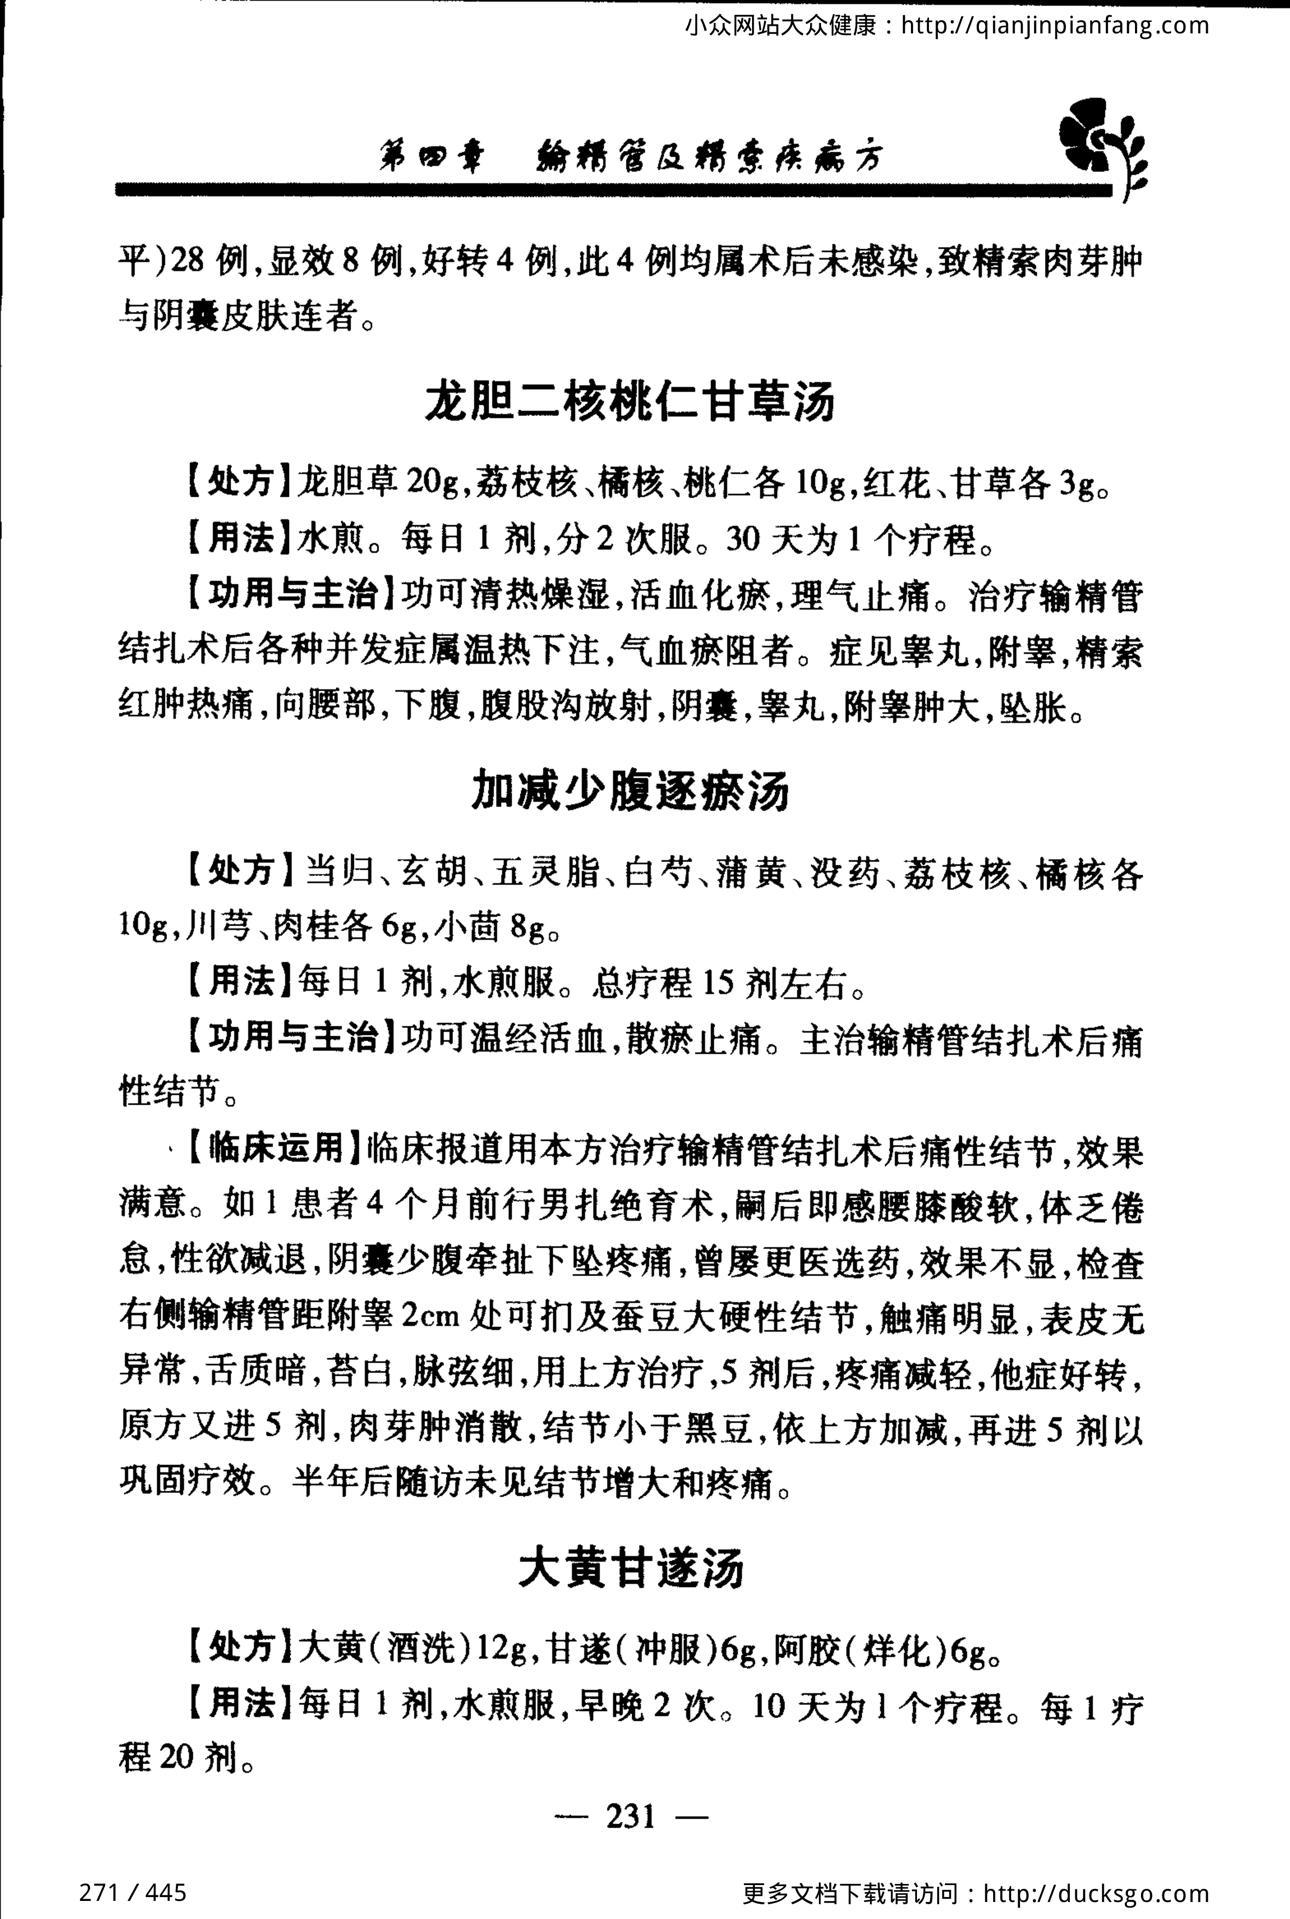 小众网站大众健康：http://qianjinpianfang.com
第四章 输精管及精索疾病方
平)28例,显效8例,好转4例,此4例均属术后未感染,致精索肉芽肿
与阴囊皮肤连者。
龙胆二核桃仁甘草汤
【处方】龙胆草20g,荔枝核、橘核、桃仁各10g,红花、甘草各3g。
【用法】水煎。每日1剂,分2次服。30天为1个疗程。
【功用与主治】功可清热燥湿,活血化瘀,理气止痛。治疗输精管
结扎术后各种并发症属温热下注,气血瘀阻者。症见睾丸,附睾,精索
红肿热痛,向腰部,下腹,腹股沟放射,阴囊,睾丸,附睾肿大,坠胀。
加减少腹逐瘀汤
【处方】当归、玄胡、五灵脂、白芍、蒲黄、没药、荔枝核、橘核各
10g,川芎、肉桂各6g,小茴8g。
【用法】每日1剂,水煎服。总疗程15剂左右。
【功用与主治】功可温经活血,散瘀止痛。主治输精管结扎术后痛
性结节。
【临床运用】临床报道用本方治疗输精管结扎术后痛性结节,效果
满意。如1患者4个月前行男扎绝育术,嗣后即感腰膝酸软,体乏倦
怠,性欲减退,阴囊少腹牵扯下坠疼痛,曾屡更医选药,效果不显,检查
右侧输精管距附睾2cm处可扪及蚕豆大硬性结节,触痛明显,表皮无
异常,舌质暗,苔白,脉弦细,用上方治疗,5剂后,疼痛减轻,他症好转,
原方又进5剂,肉芽肿消散,结节小于黑豆,依上方加减,再进5剂以
巩固疗效。半年后随访未见结节增大和疼痛。
大黄甘遂汤
【处方】大黄(酒洗)12g,甘遂(冲服)6g,阿胶(烊化)6g。
【用法】每日1剂,水煎服,早晚2次。10天为1个疗程。每1疗
程20剂。
— 231 —
271 / 445
更多文档下载请访问：http://ducksgo.com